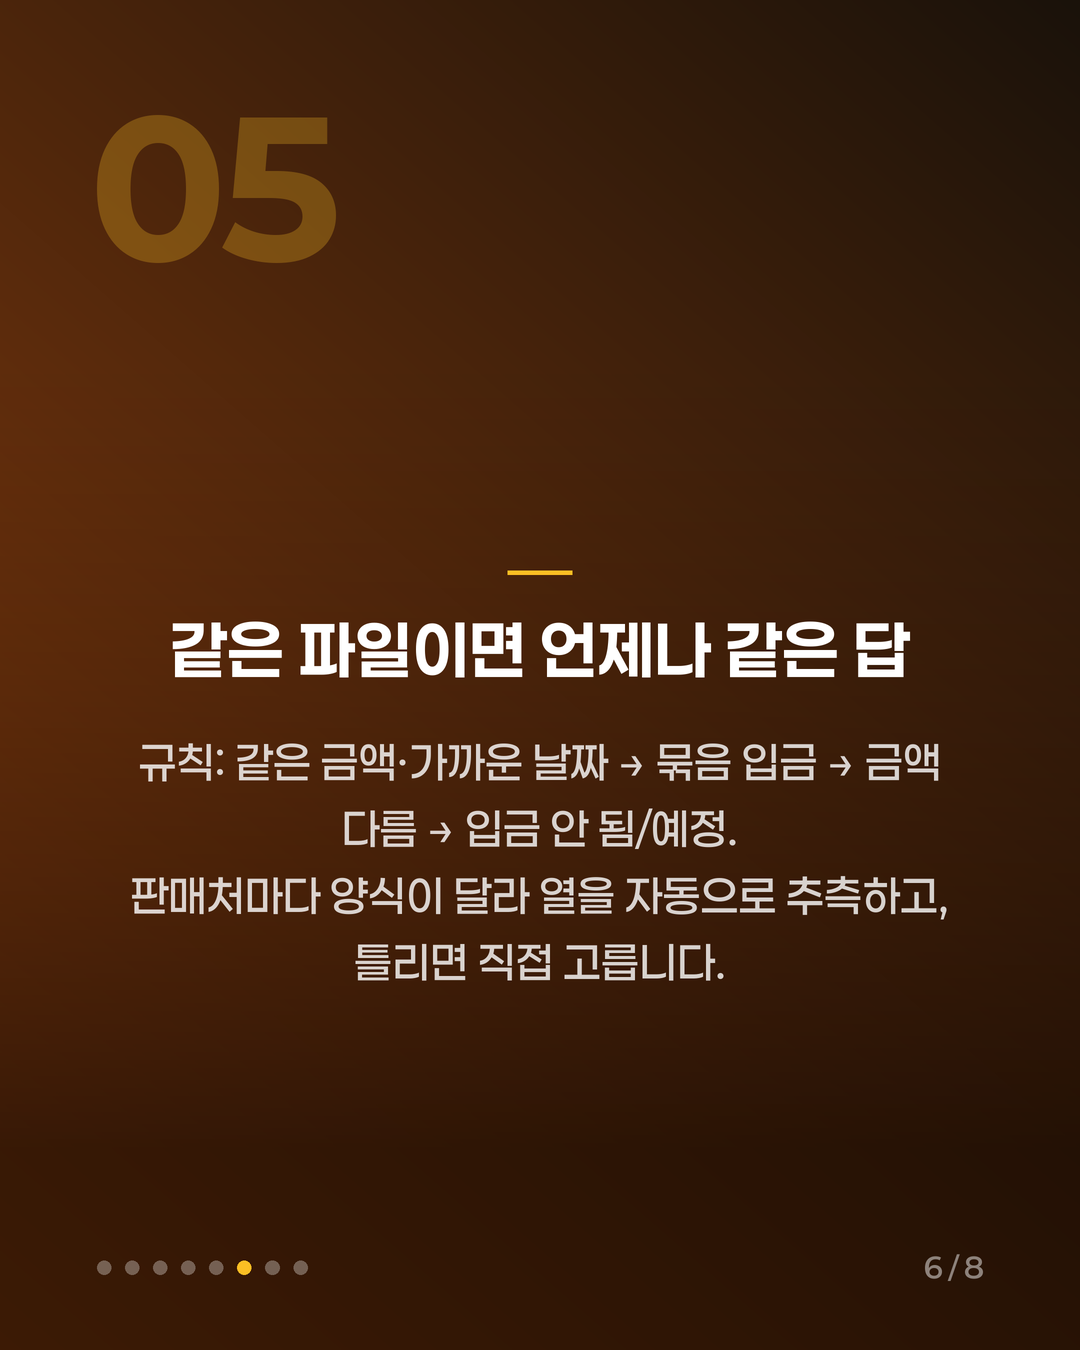 05
같은 파일이면 언제나 같은 답
규칙: 같은 금액·가까운 날짜 → 묶음 입금 → 금액
다름 → 입금 안 됨/예정.
판매처마다 양식이 달라 열을 자동으로 추측하고,
틀리면 직접 고릅니다.
6/8